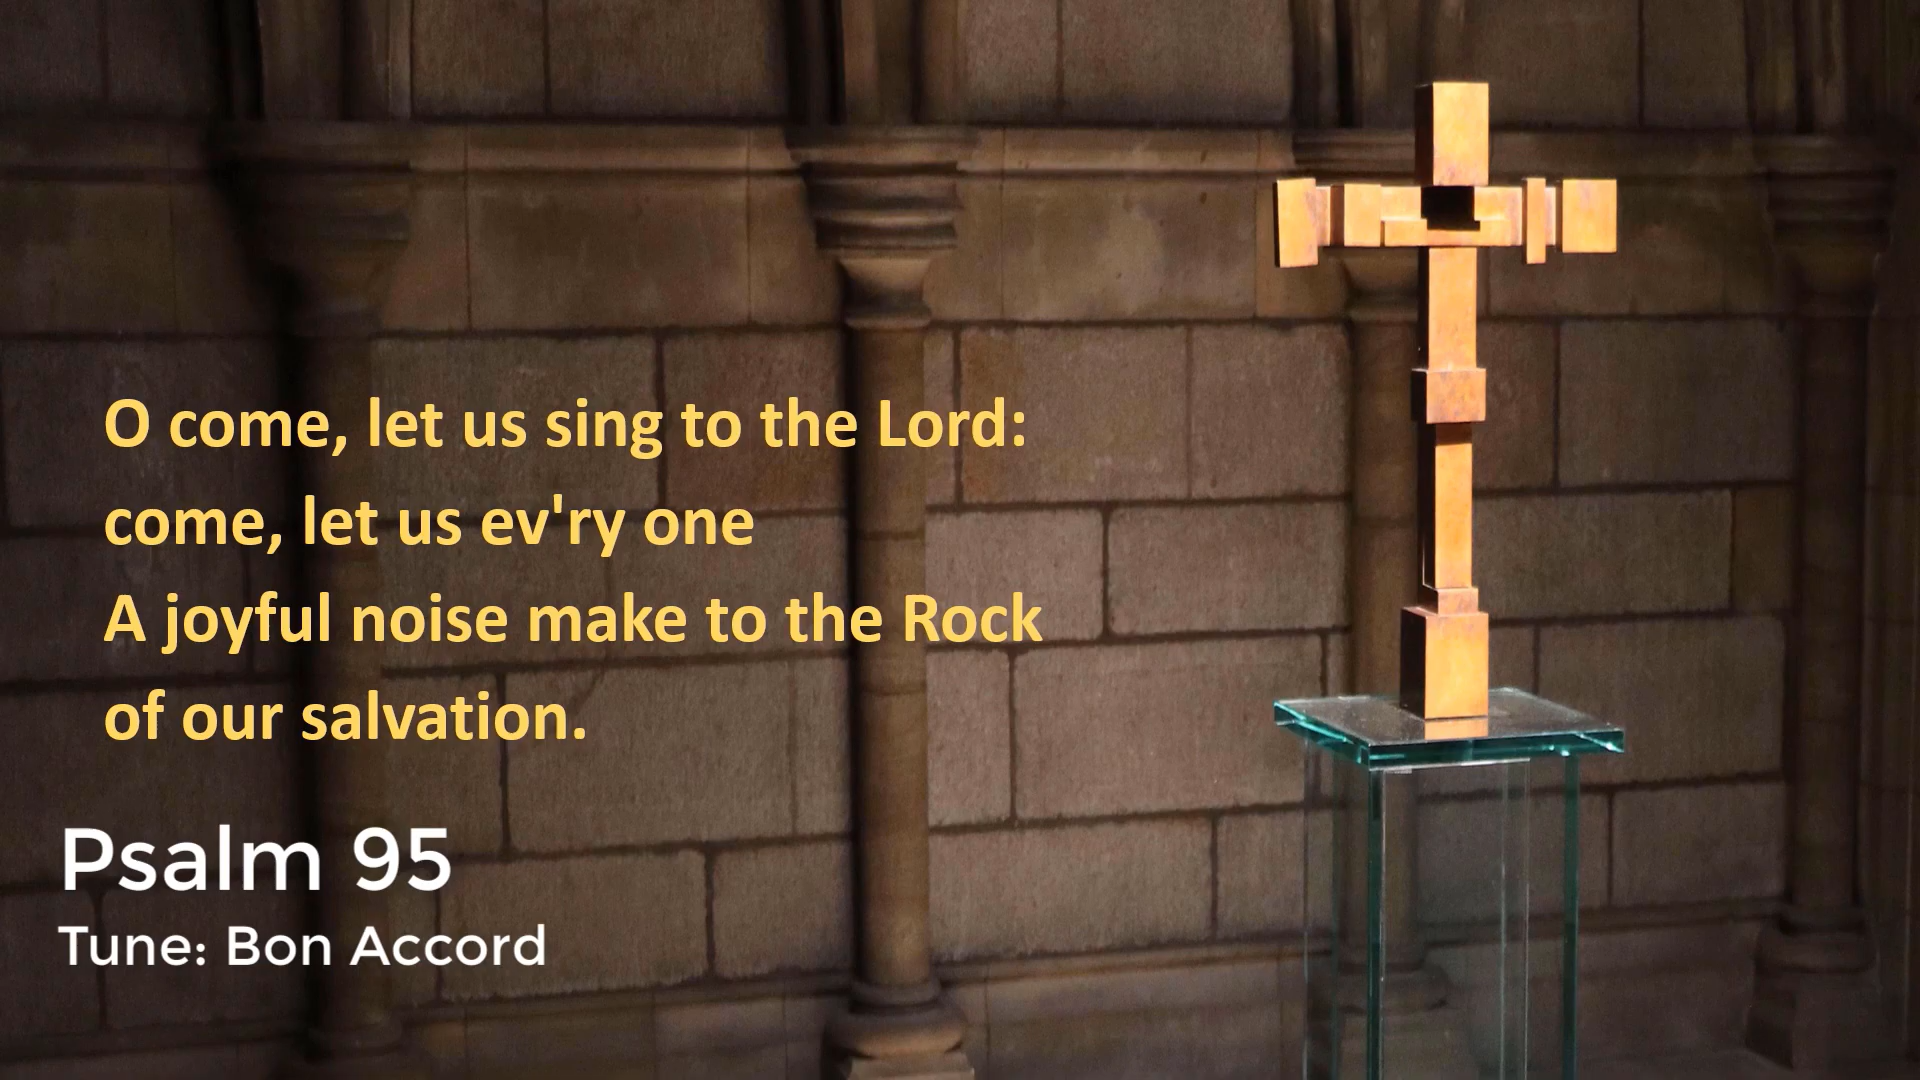 O come, let us sing to the Lord:
come, let us ev'ry one
A joyful noise make to the Rock
of our salvation.
Psalm 95
Tune: Bon Accord